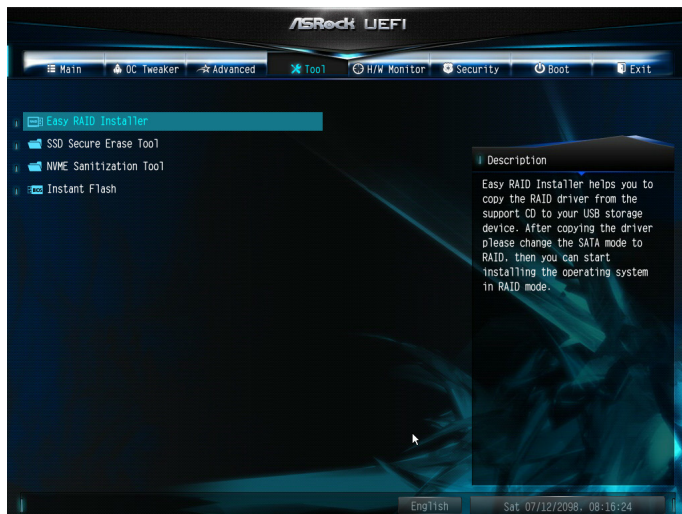 ASRock UEFI
Main OC Tweaker Advanced Tool H/W Monitor Security Boot Exit
Easy RAID Installer
SSD Secure Erase Tool
NVME Sanitization Tool
Instant Flash
Description
Easy RAID Installer helps you to
copy the RAID driver from the
support CD to your USB storage
device. After copying the driver
please change the SATA mode to
RAID, then you can start
installing the operating system
in RAID mode.
English
Sat 07/12/2098, 08:16:24